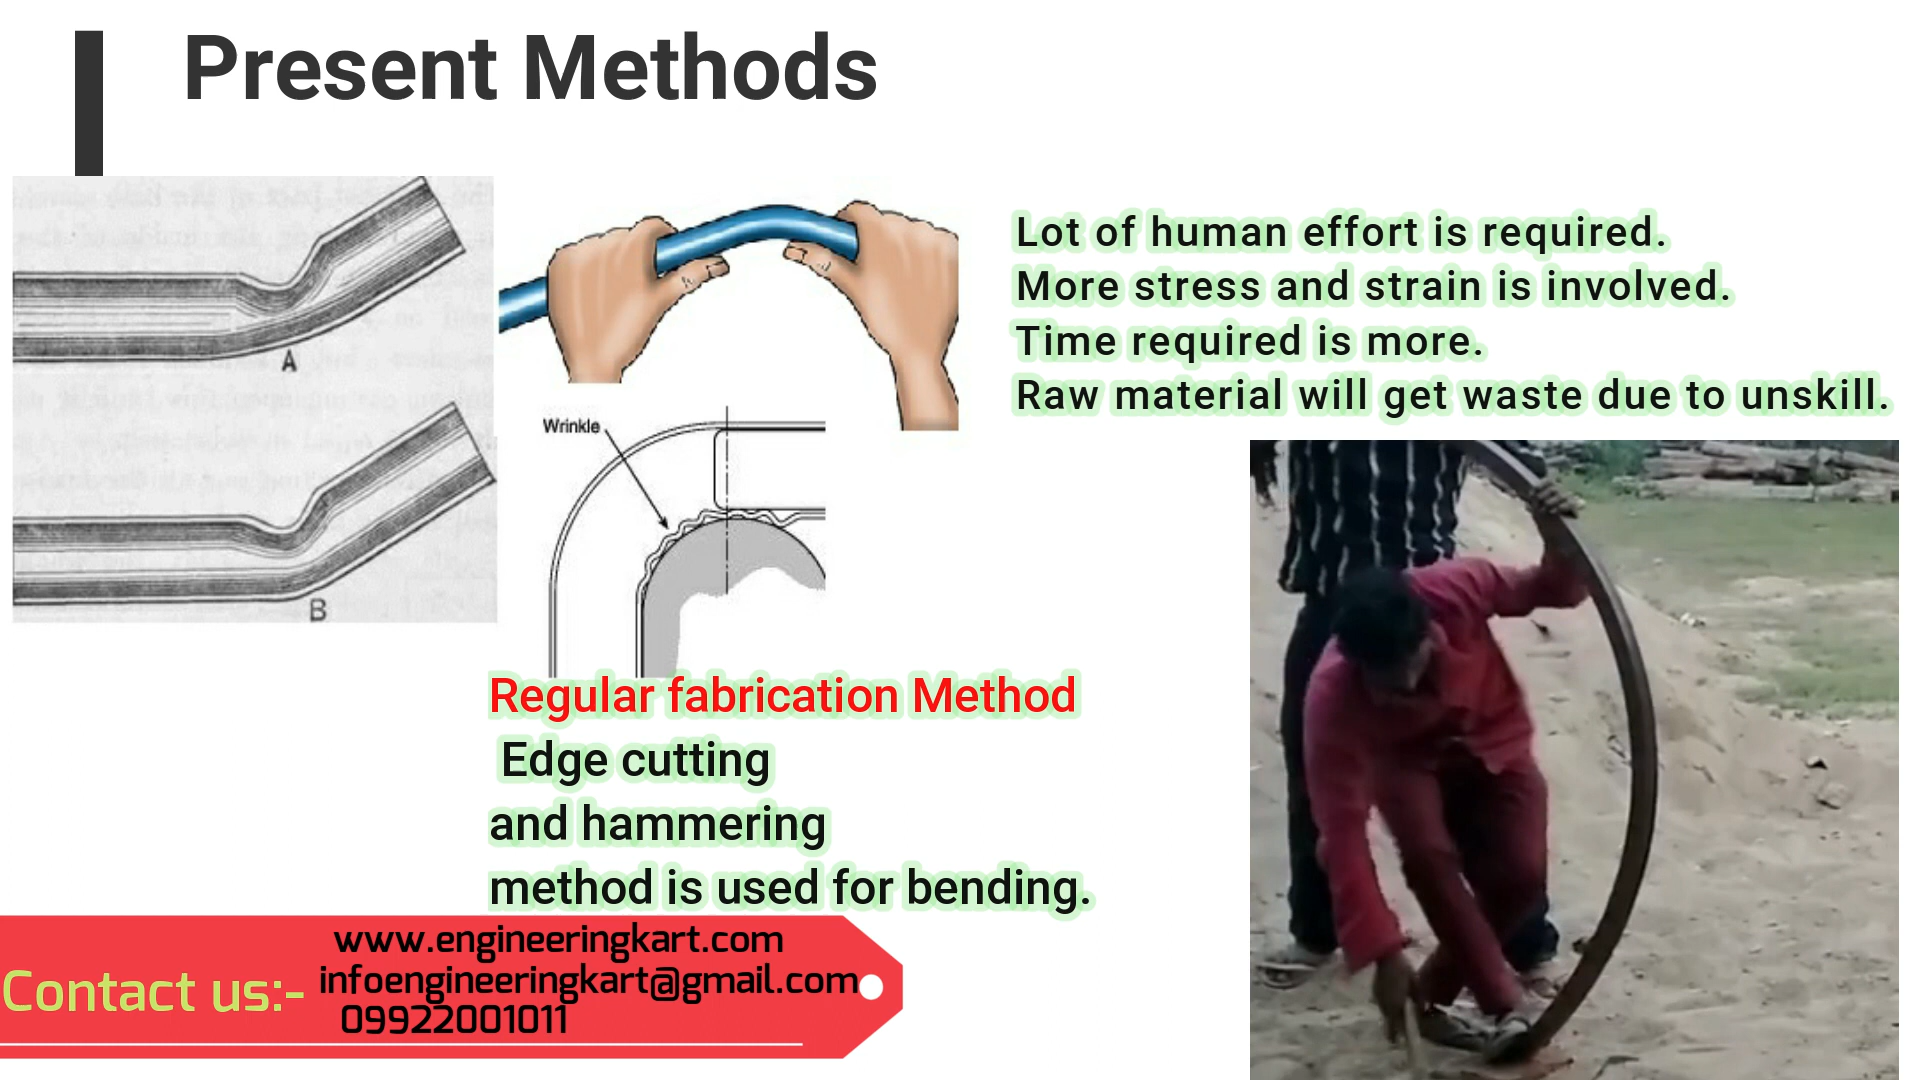 Present Methods
A
B
Wrinkle
Lot of human effort is required.
More stress and strain is involved.
Time required is more.
Raw material will get waste due to unskill.
Regular fabrication Method
Edge cutting
and hammering
method is used for bending.
Contact us:-
www.engineeringkart.com
infoengineeringkart@gmail.com
09922001011